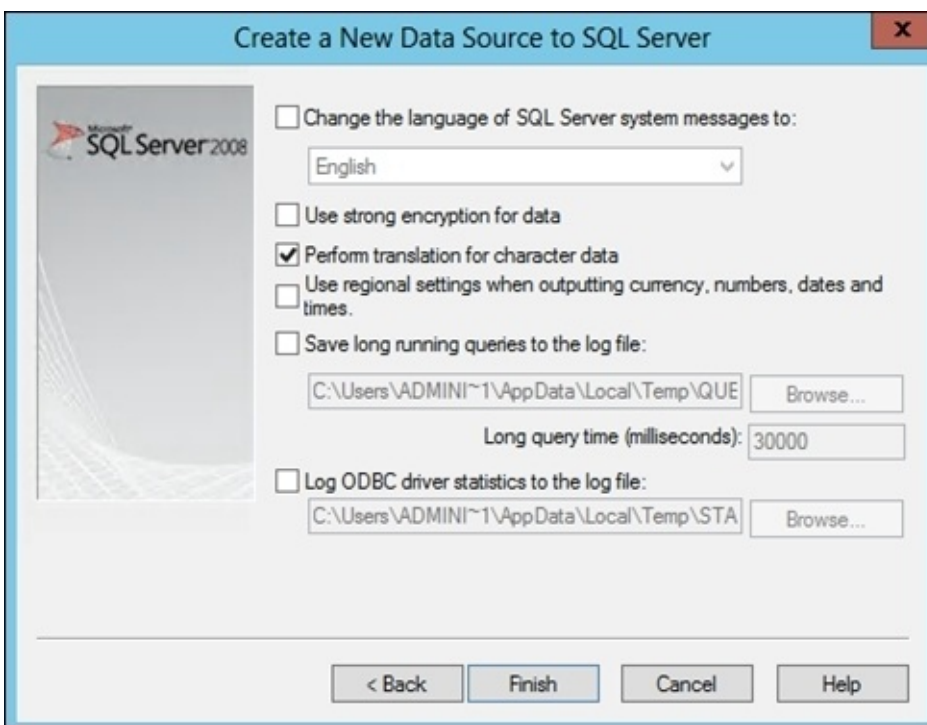 Create a New Data Source to SQL Server
x
Microsoft
SQL Server 2008
Change the language of SQL Server system messages to:
English
Use strong encryption for data
Perform translation for character data
Use regional settings when outputting currency, numbers, dates and
times.
Save long running queries to the log file:
C:\Users\ADMINI~1\AppData\Local\Temp\QUE
Browse...
Long query time (milliseconds):
30000
Log ODBC driver statistics to the log file:
C:\Users\ADMINI~1\AppData\Local\Temp\STA
Browse...
< Back
Finish
Cancel
Help